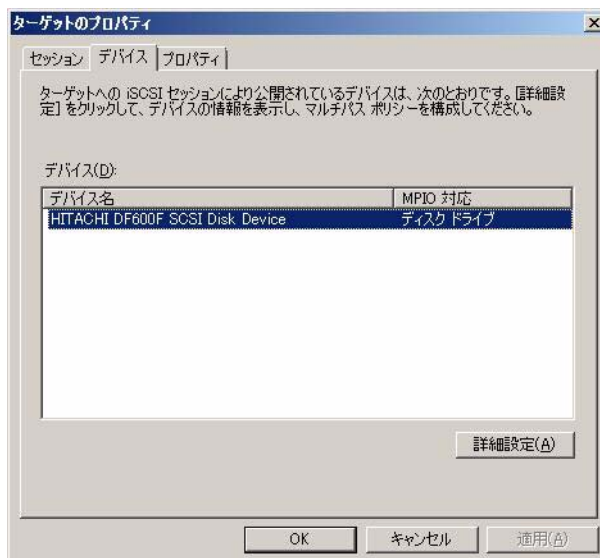 ターゲットのプロパティ
セッション デバイス プロパティ
ターゲットへの iSCSI セッションにより公開されているデバイスは、次のとおりです。[詳細設
定] をクリックして、デバイスの情報を表示し、マルチパス ポリシーを構成してください。
デバイス(D):
デバイス名 MPIO 対応
HITACHI DF600F SCSI Disk Device ディスク ドライブ
詳細設定(A)
OK キャンセル 適用(A)